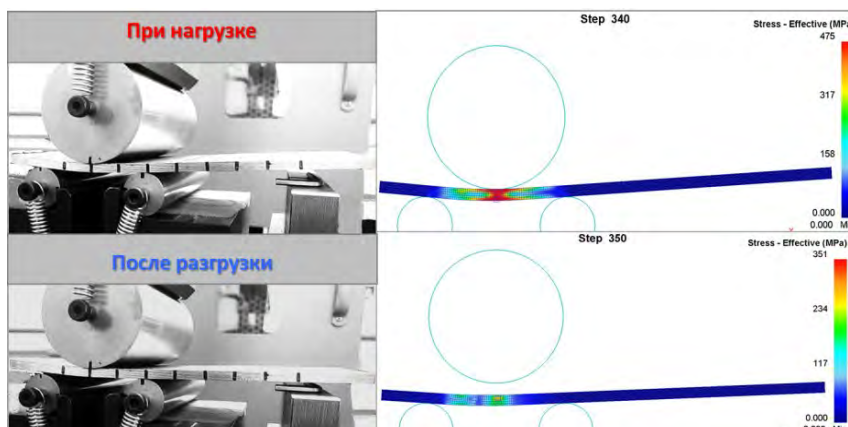 При нагрузке
Step 340
Stress - Effective (MPa
475
317
158
0.000
0.000
После разгрузки
Step 350
Stress - Effective (MPa)
351
234
117
0.000